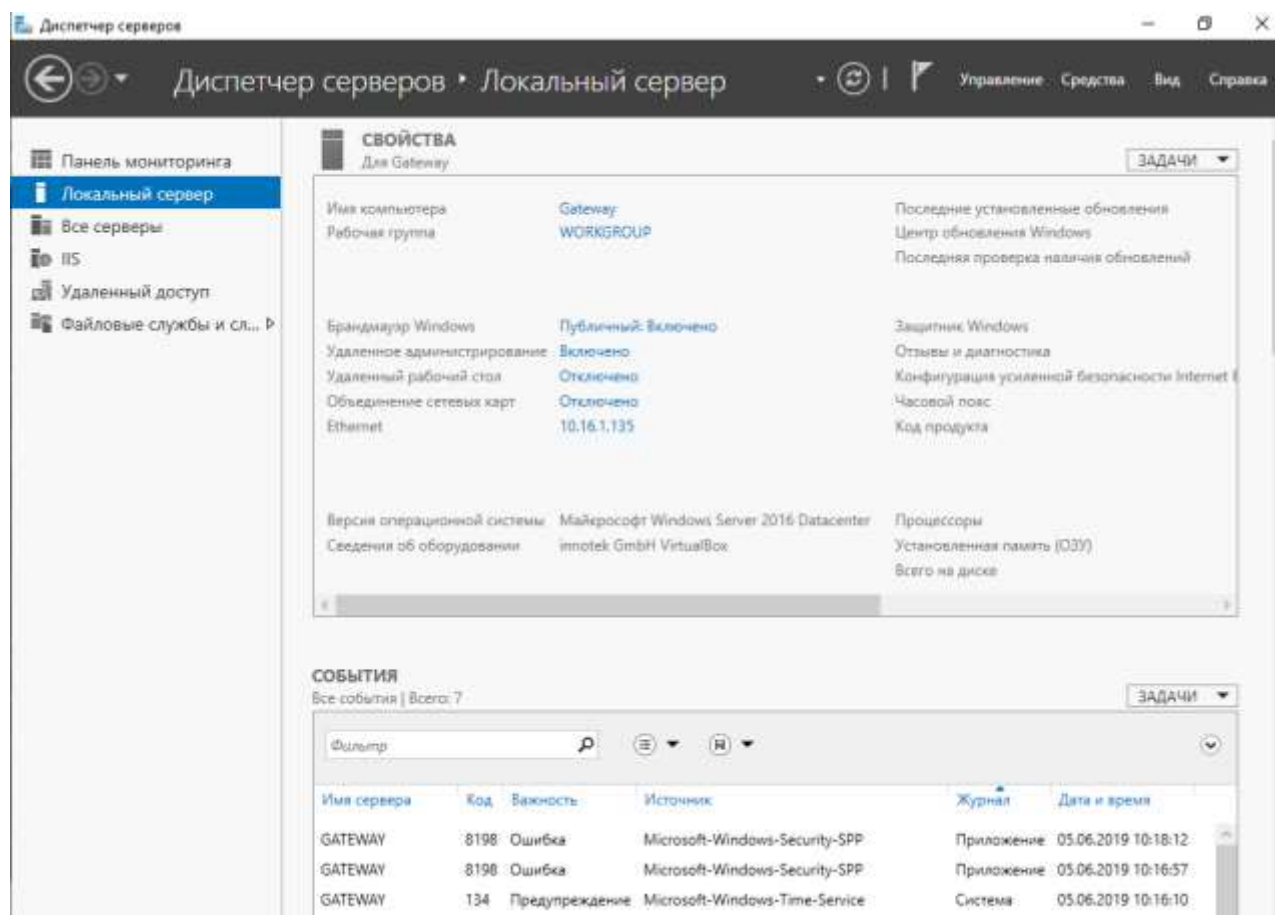 Диспетчер серверов
Диспетчер серверов • Локальный сервер
Управление Средства Вид Справка
Панель мониторинга
Локальный сервер
Все серверы
IIS
Удаленный доступ
Файловые службы и сл...
СВОЙСТВА
Для Gateway
ЗАДАЧИ
Имя компьютера Gateway Последние установленные обновления
Рабочая группа WORKGROUP Центр обновления Windows
Последняя проверка наличия обновлений
Брандмауэр Windows Публичный: Включено Защитник Windows
Удаленное администрирование Включено Отзывы и диагностика
Удаленный рабочий стол Отключено Конфигурация усиленной безопасности Internet E
Объединение сетевых карт Отключено Часовой пояс
Ethernet 10.16.1.135 Код продукта
Версия операционной системы Майкрософт Windows Server 2016 Datacenter Процессоры
Сведения об оборудовании innotek GmbH VirtualBox Установленная память (ОЗУ)
Всего на диске
СОБЫТИЯ
Все события | Всего: 7
ЗАДАЧИ
Фильтр
Имя сервера Код Важность Источник Журнал Дата и время
GATEWAY 8198 Ошибка Microsoft-Windows-Security-SPP Приложение 05.06.2019 10:18:12
GATEWAY 8198 Ошибка Microsoft-Windows-Security-SPP Приложение 05.06.2019 10:16:57
GATEWAY 134 Предупреждение Microsoft-Windows-Time-Service Система 05.06.2019 10:16:10